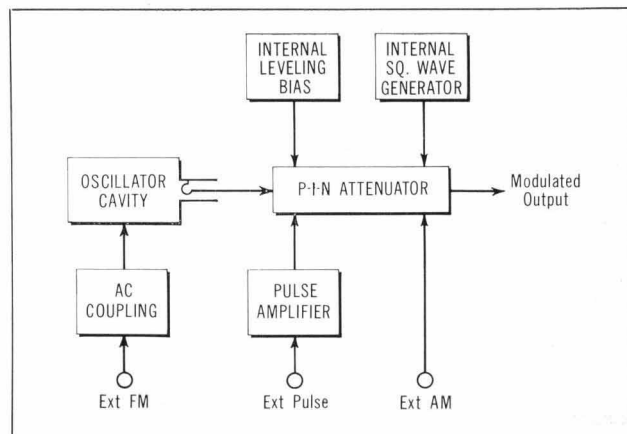 INTERNAL
LEVELING
BIAS
INTERNAL
SQ. WAVE
GENERATOR
OSCILLATOR
CAVITY
P-I-N ATTENUATOR
Modulated
Output
AC
COUPLING
PULSE
AMPLIFIER
Ext FM
Ext Pulse
Ext AM